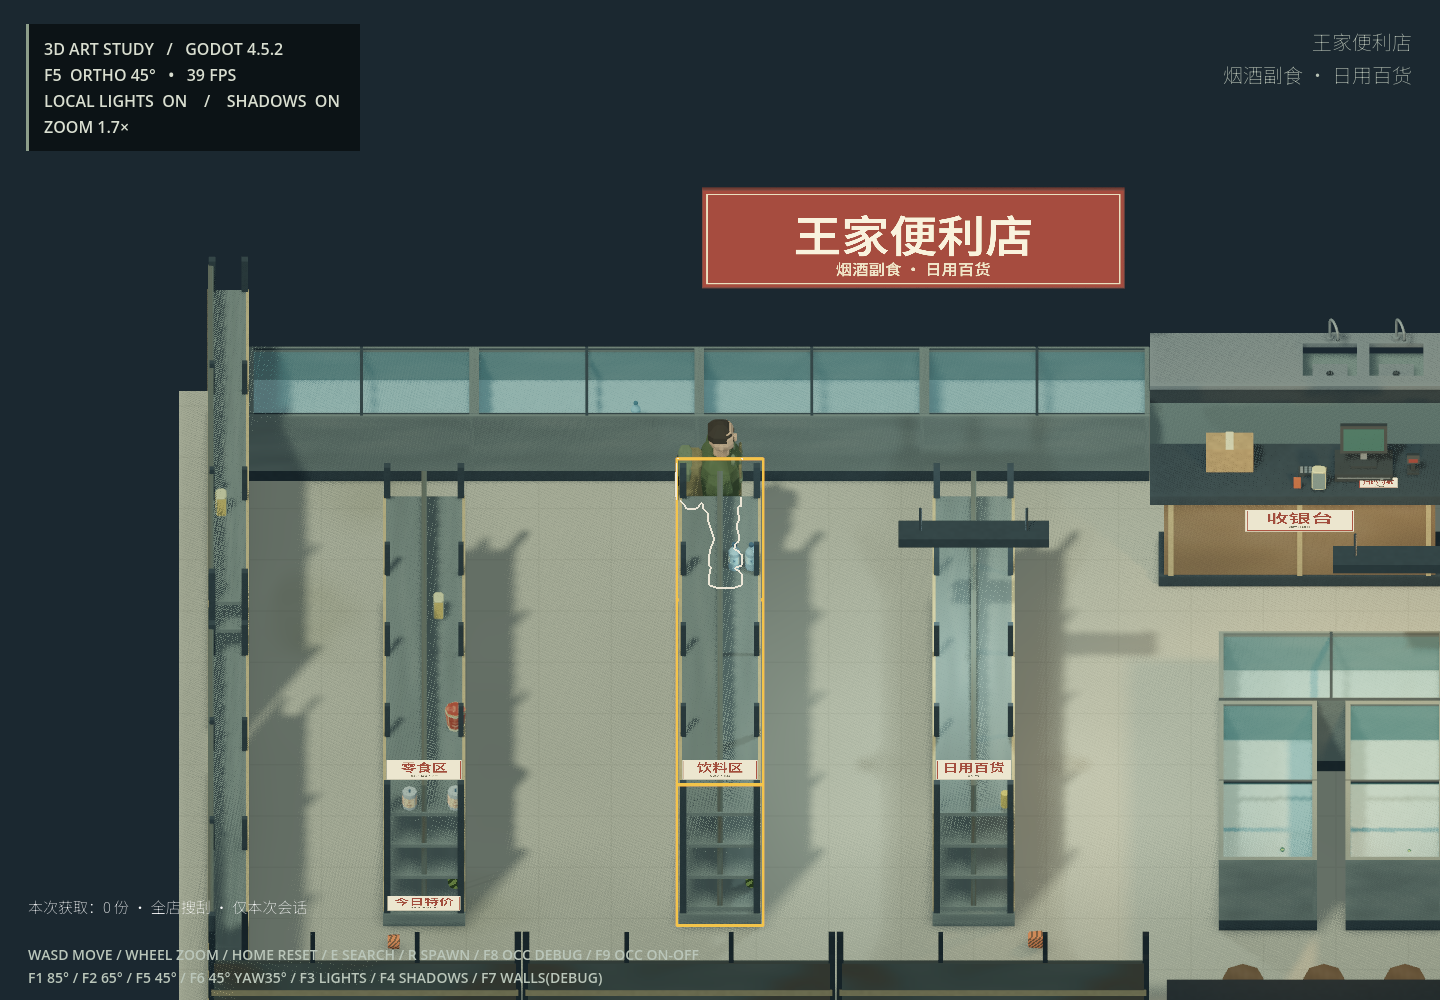 3D ART STUDY / GODOT 4.5.2
F5 ORTHO 45° • 39 FPS
LOCAL LIGHTS ON / SHADOWS ON
ZOOM 1.7×
王家便利店
烟酒副食 · 日用百货
王家便利店
烟酒副食 · 日用百货
收银台
零食区
饮料区
日用百货
今日特价
本次获取: 0 份 · 全店搜刮 · 仅本次会话
WASD MOVE / WHEEL ZOOM / HOME RESET / E SEARCH / R SPAWN / F8 OCC DEBUG / F9 OCC ON-OFF
F1 85° / F2 65° / F5 45° / F6 45° YAW35° / F3 LIGHTS / F4 SHADOWS / F7 WALLS(DEBUG)